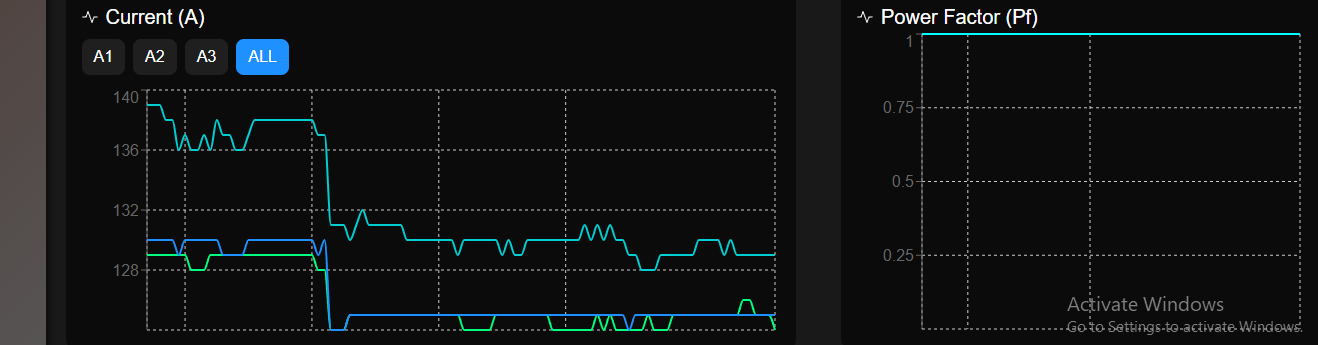 Current (A)
A1
A2
A3
ALL
140
136
132
128
Power Factor (Pf)
1
0.75
0.5
0.25
Activate Windows
Go to Settings to activate Windows.